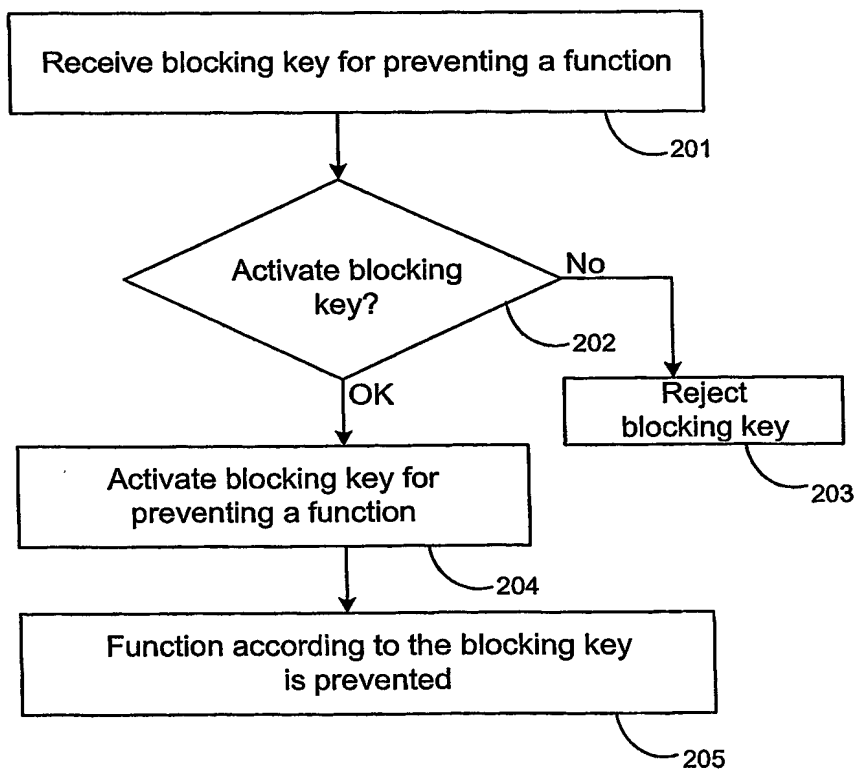 Receive blocking key for preventing a function
201
Activate blocking
key?
No
202
OK
Reject
blocking key
203
Activate blocking key for
preventing a function
204
Function according to the blocking key
is prevented
205